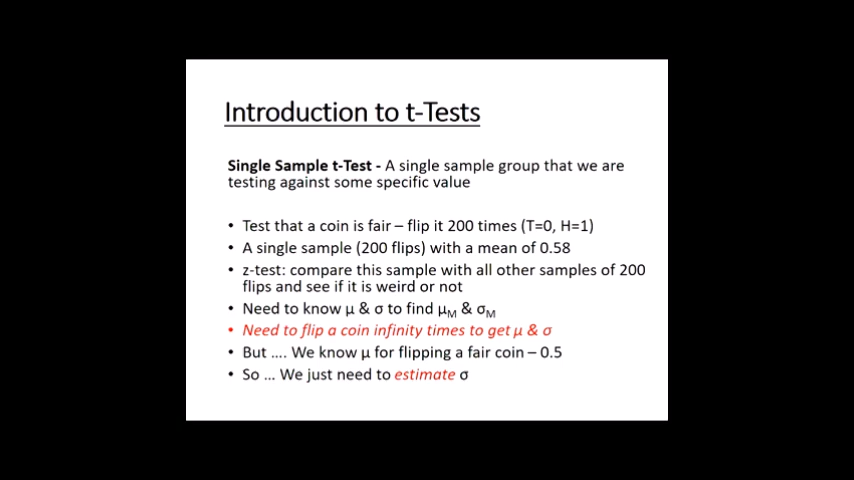 Introduction to t-Tests
Single Sample t-Test - A single sample group that we are
testing against some specific value
• Test that a coin is fair – flip it 200 times (T=0, H=1)
• A single sample (200 flips) with a mean of 0.58
• z-test: compare this sample with all other samples of 200
flips and see if it is weird or not
• Need to know μ & σ to find μM & σM
• Need to flip a coin infinity times to get μ & σ
• But .... We know μ for flipping a fair coin – 0.5
• So ... We just need to estimate σ